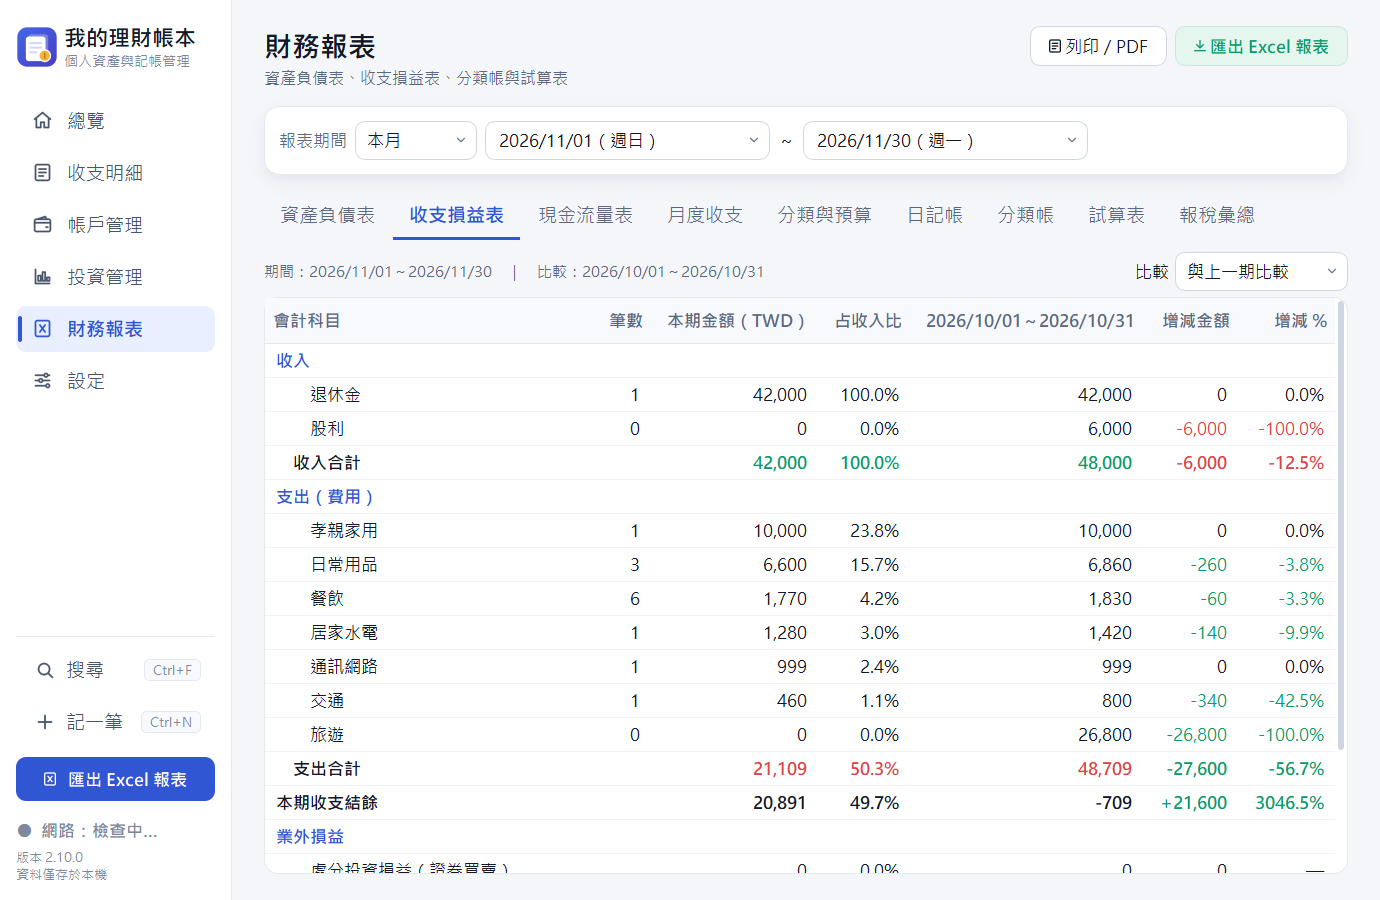 我的理財帳本
個人資產與記帳管理
總覽
收支明細
帳戶管理
投資管理
財務報表
設定
搜尋 Ctrl+F
記一筆 Ctrl+N
匯出 Excel 報表
網路：檢查中...
版本 2.10.0
資料僅存於本機
財務報表
資產負債表、收支損益表、分類帳與試算表
列印 / PDF
匯出 Excel 報表
報表期間 本月 2026/11/01（週日） ~ 2026/11/30（週一）
資產負債表 收支損益表 現金流量表 月度收支 分類與預算 日記帳 分類帳 試算表 報稅彙總
期間：2026/11/01 ~ 2026/11/30 | 比較：2026/10/01 ~ 2026/10/31
比較 與上一期比較
會計科目 筆數 本期金額（TWD） 占收入比 2026/10/01 ~ 2026/10/31 增減金額 增減 %
收入
退休金 1 42,000 100.0% 42,000 0 0.0%
股利 0 0 0.0% 6,000 -6,000 -100.0%
收入合計 42,000 100.0% 48,000 -6,000 -12.5%
支出（費用）
孝親家用 1 10,000 23.8% 10,000 0 0.0%
日常用品 3 6,600 15.7% 6,860 -260 -3.8%
餐飲 6 1,770 4.2% 1,830 -60 -3.3%
居家水電 1 1,280 3.0% 1,420 -140 -9.9%
通訊網路 1 999 2.4% 999 0 0.0%
交通 1 460 1.1% 800 -340 -42.5%
旅遊 0 0 0.0% 26,800 -26,800 -100.0%
支出合計 21,109 50.3% 48,709 -27,600 -56.7%
本期收支結餘 20,891 49.7% -709 +21,600 3046.5%
業外損益
處分投資損益（證券買賣） 0 0.0% 0 0 —